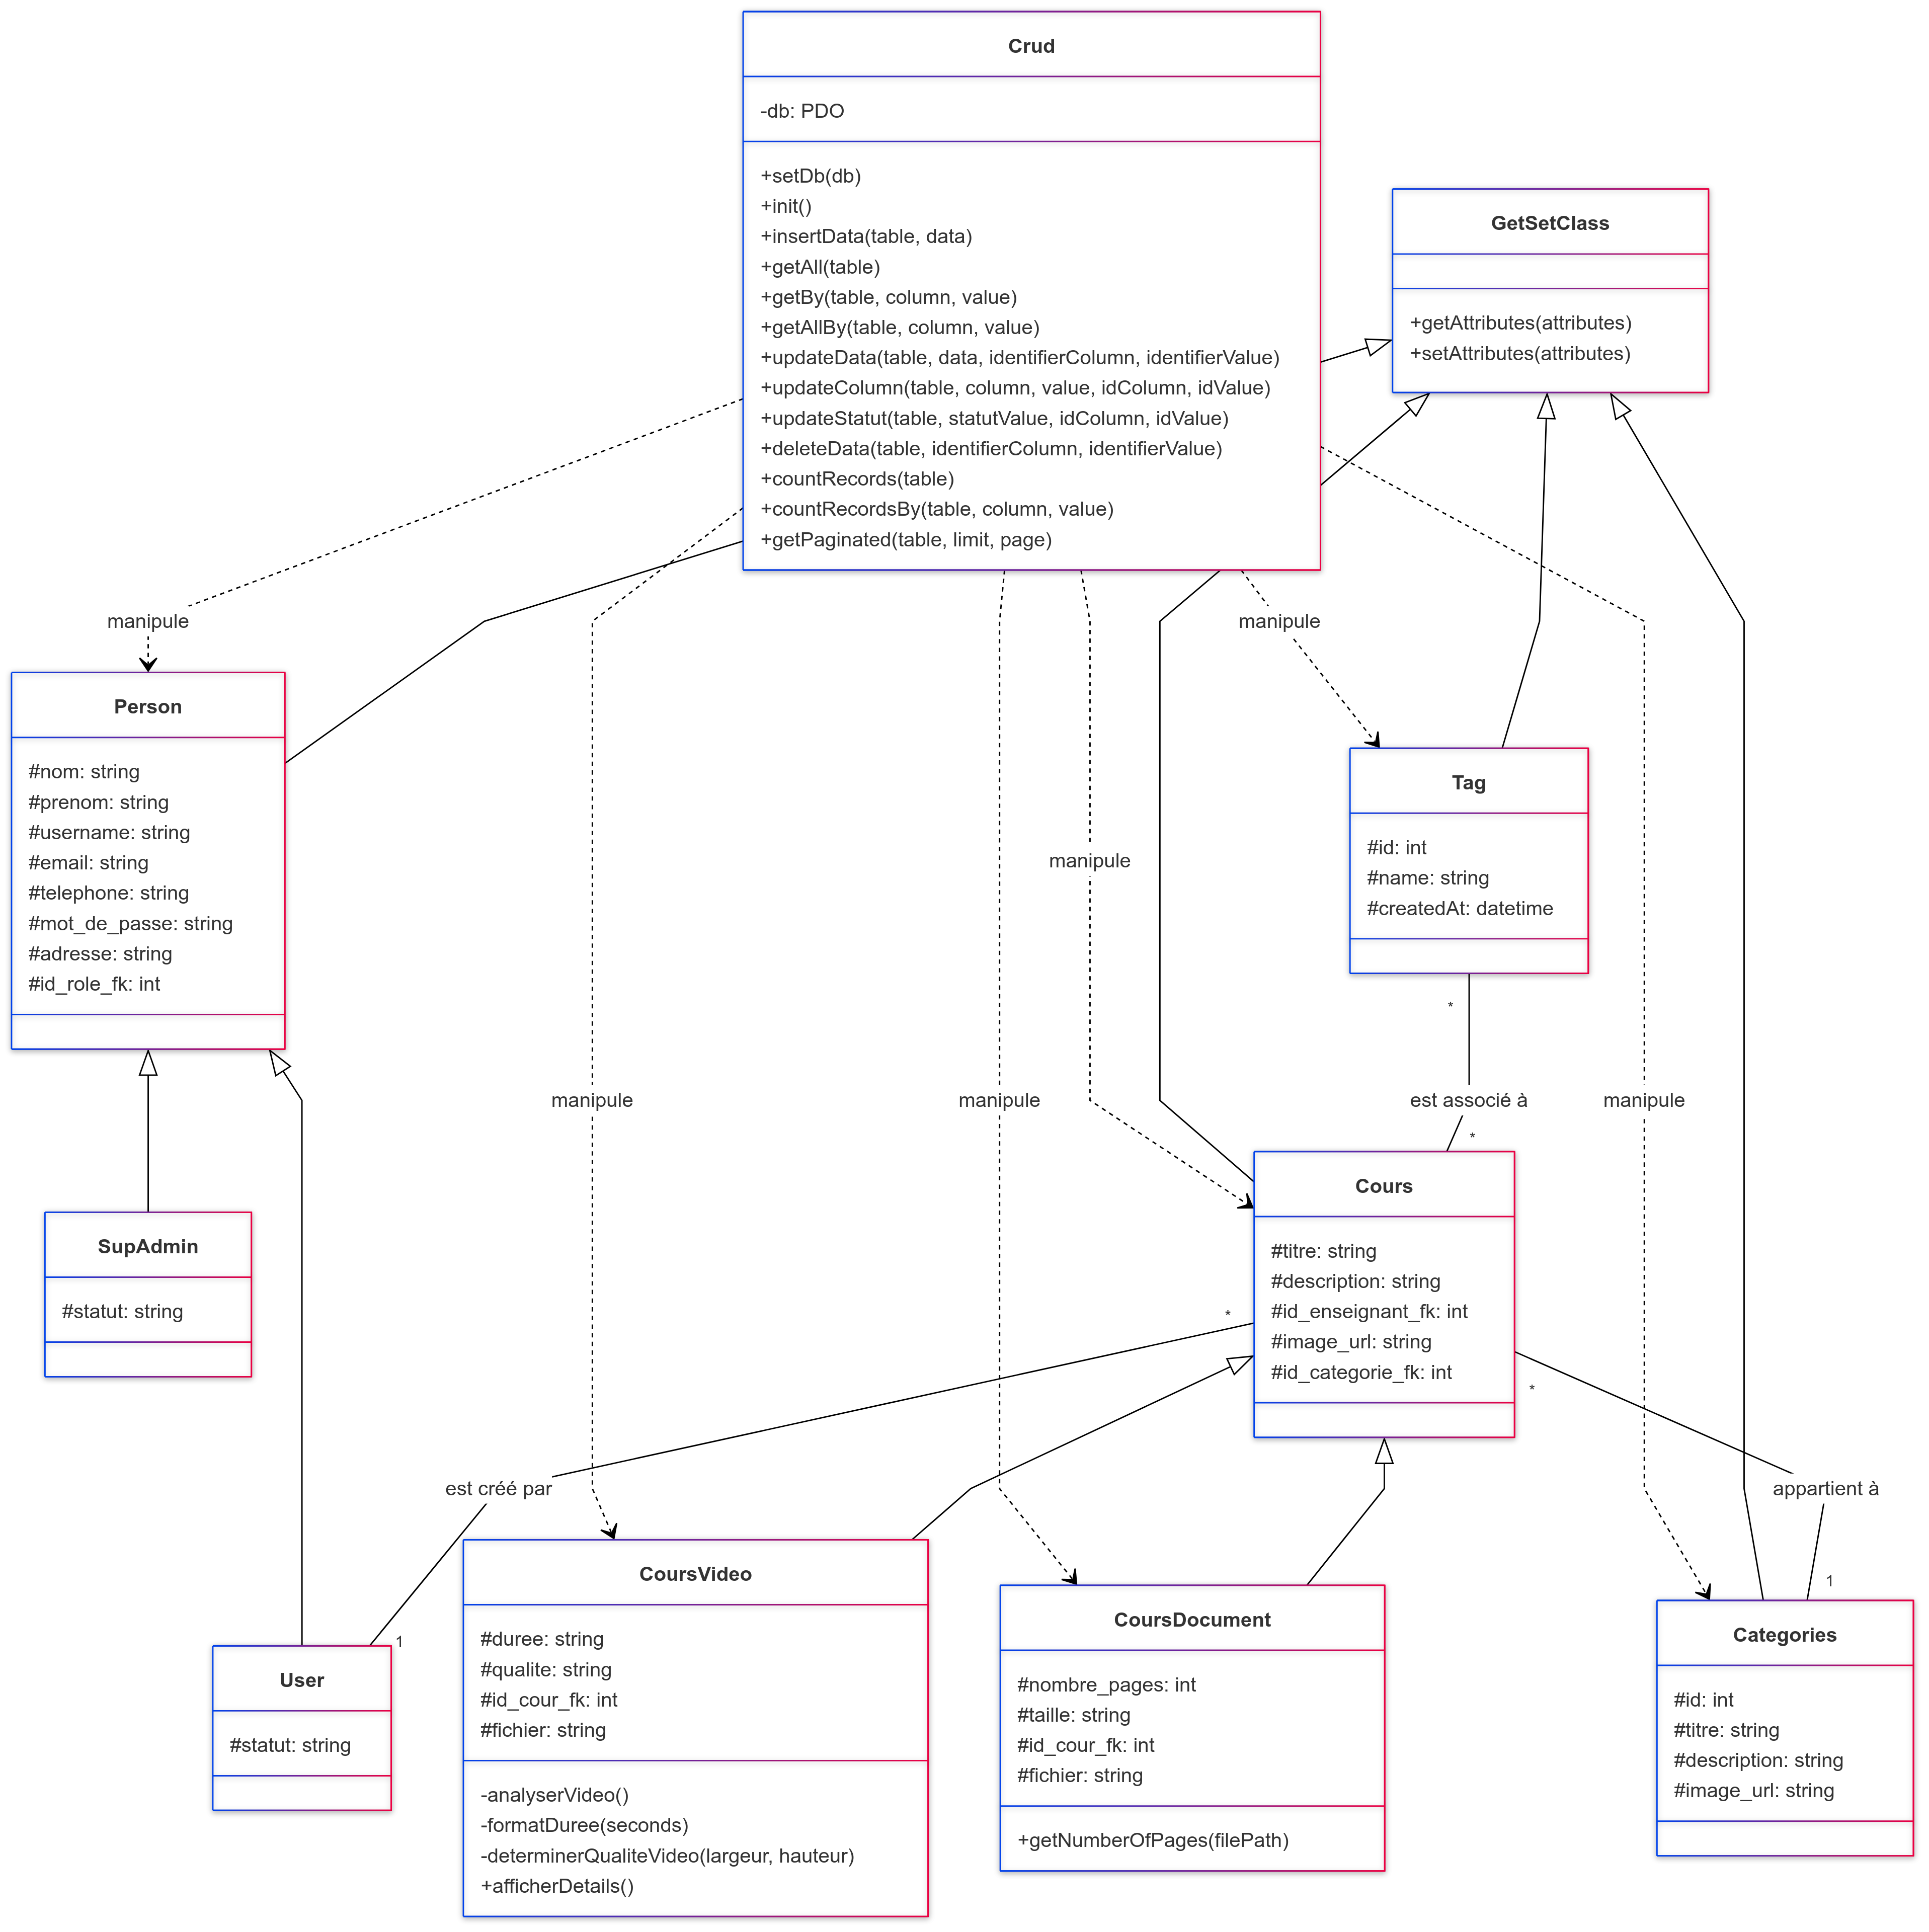 Crud
-db: PDO
+setDb(db)
+init()
+insertData(table, data)
+getAll(table)
+getBy(table, column, value)
+getAllBy(table, column, value)
+updateData(table, data, identifierColumn, identifierValue)
+updateColumn(table, column, value, idColumn, idValue)
+updateStatut(table, statutValue, idColumn, idValue)
+deleteData(table, identifierColumn, identifierValue)
+countRecords(table)
+countRecordsBy(table, column, value)
+getPaginated(table, limit, page)
GetSetClass
+getAttributes(attributes)
+setAttributes(attributes)
manipule
manipule
Person
#nom: string
#prenom: string
#username: string
#email: string
#telephone: string
#mot_de_passe: string
#adresse: string
#id_role_fk: int
Tag
#id: int
#name: string
#createdAt: datetime
manipule
*
manipule
manipule
est associé à
manipule
*
SupAdmin
#statut: string
Cours
#titre: string
#description: string
#id_enseignant_fk: int
#image_url: string
#id_categorie_fk: int
*
*
est créé par
appartient à
1
1
User
#statut: string
CoursVideo
#duree: string
#qualite: string
#id_cour_fk: int
#fichier: string
-analyserVideo()
-formatDuree(seconds)
-determinerQualiteVideo(largeur, hauteur)
+afficherDetails()
CoursDocument
#nombre_pages: int
#taille: string
#id_cour_fk: int
#fichier: string
+getNumberOfPages(filePath)
Categories
#id: int
#titre: string
#description: string
#image_url: string